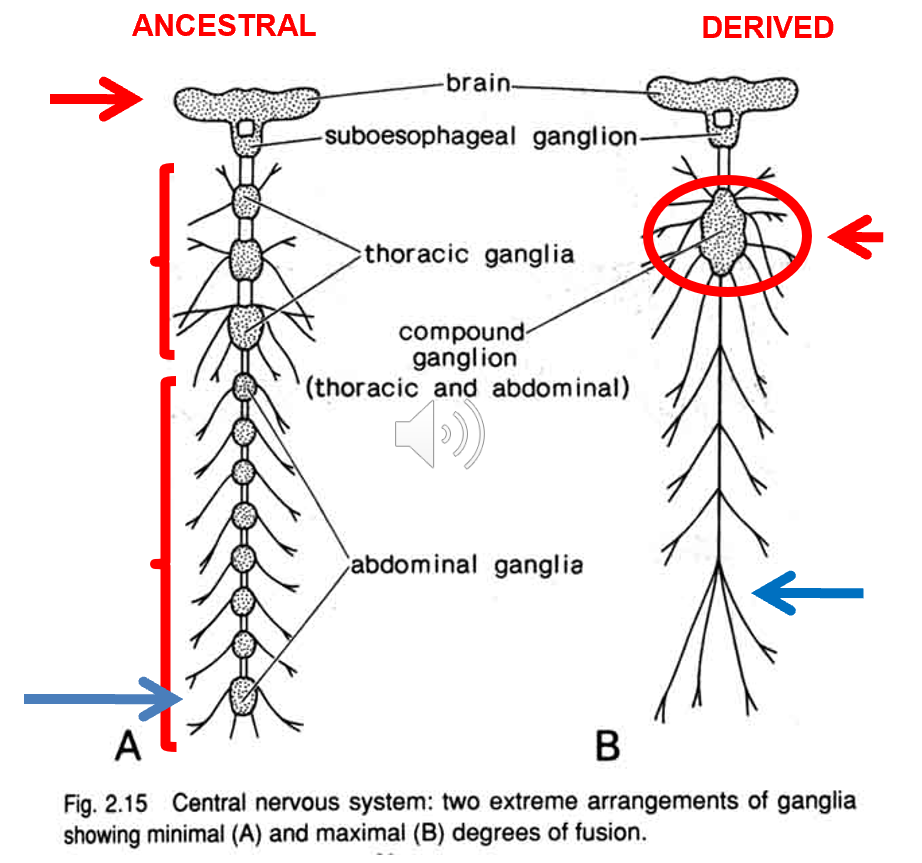 ANCESTRAL
DERIVED
brain
suboesophageal ganglion
thoracic ganglia
compound
ganglion
(thoracic and abdominal)
abdominal ganglia
A
B
Fig. 2.15 Central nervous system: two extreme arrangements of ganglia
showing minimal (A) and maximal (B) degrees of fusion.